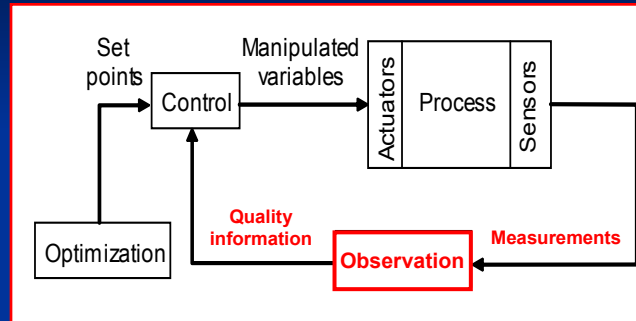 Set
points
Manipulated
variables
Control
Actuators
Process
Sensors
Quality
information
Measurements
Optimization
Observation